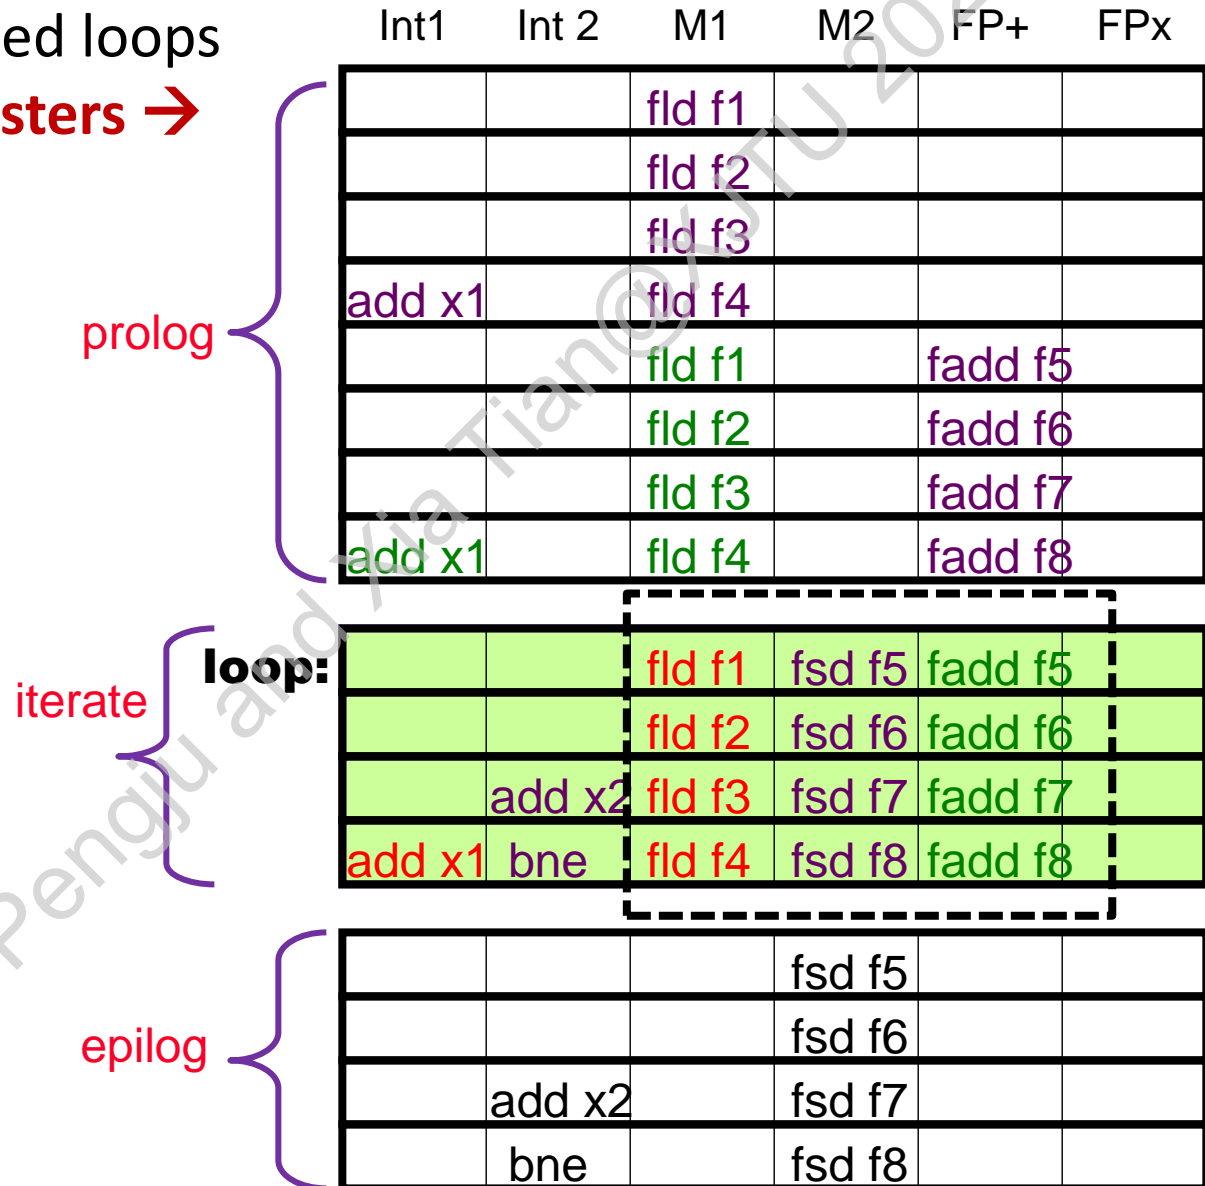 ed loops
sters →
Int1 Int 2 M1 M2 FP+ FPx
fld f1
fld f2
fld f3
add x1 fld f4
prolog
fld f1 fadd f5
fld f2 fadd f6
fld f3 fadd f7
add x1 fld f4 fadd f8
loop: fld f1 fsd f5 fadd f5
iterate
fld f2 fsd f6 fadd f6
add x2 fld f3 fsd f7 fadd f7
add x1 bne fld f4 fsd f8 fadd f8
fsd f5
fsd f6
epilog
add x2 fsd f7
bne fsd f8
Pengju and Xia Tian@XJTU 202